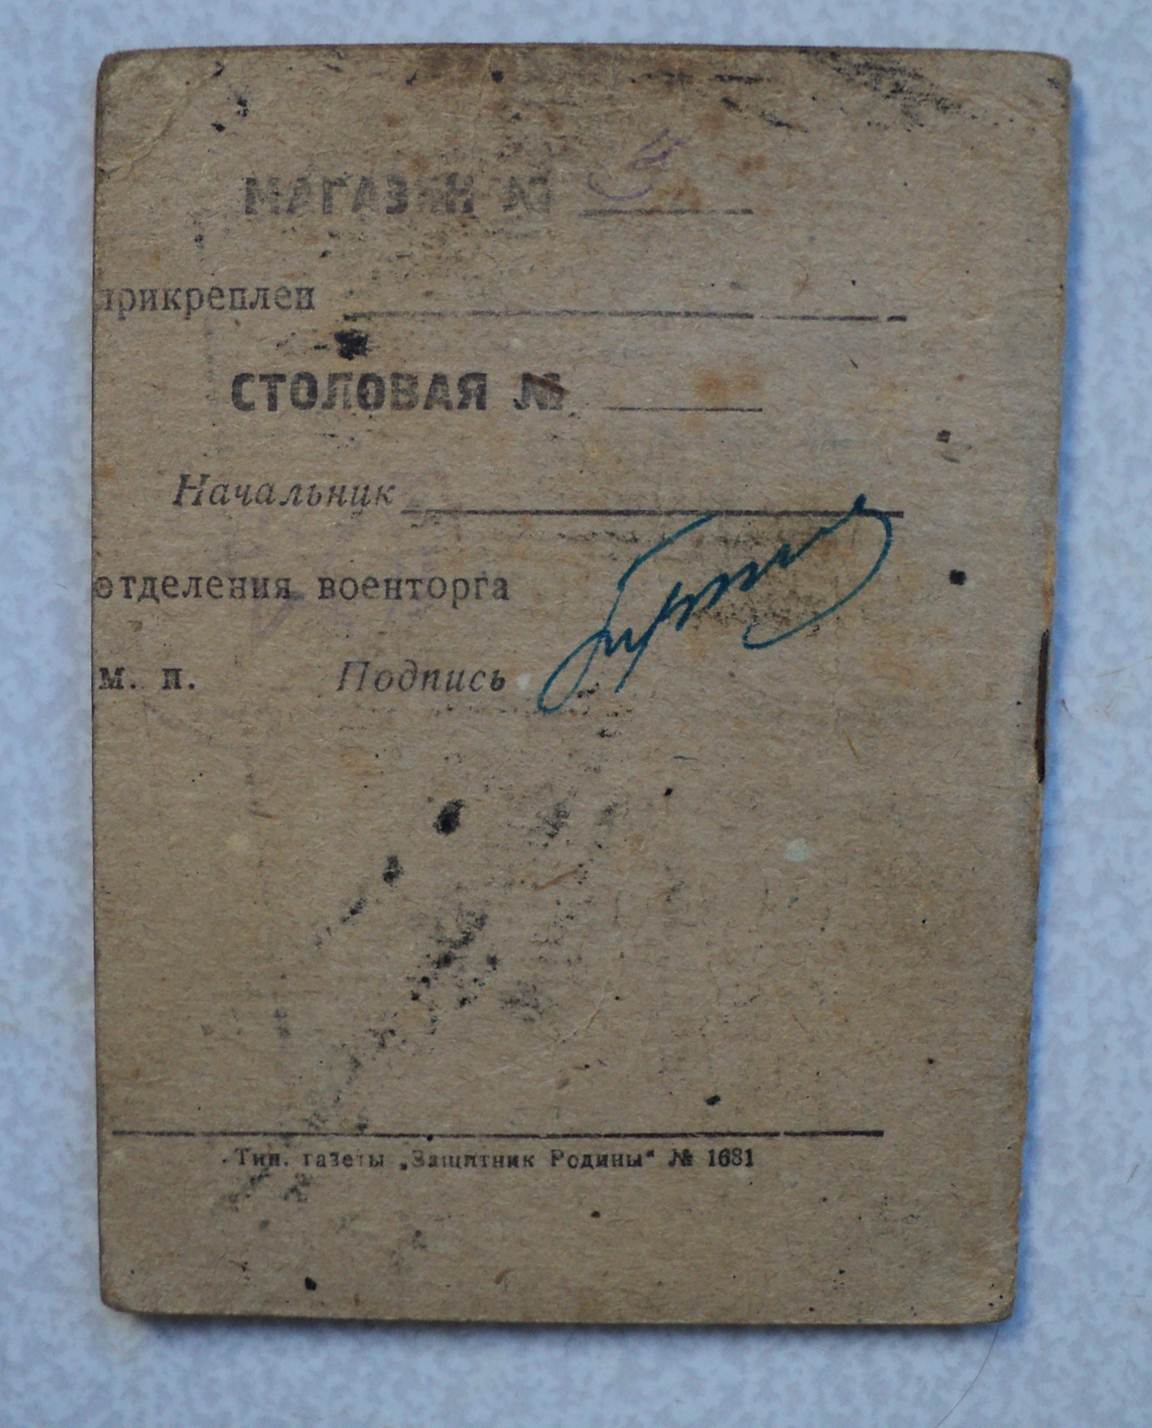 МАГАЗИН №
прикреплен
СТОЛОВАЯ №
Начальник
отделения военторга
м. п. Подпись
Тип. газеты „Защитник Родины“ № 1681